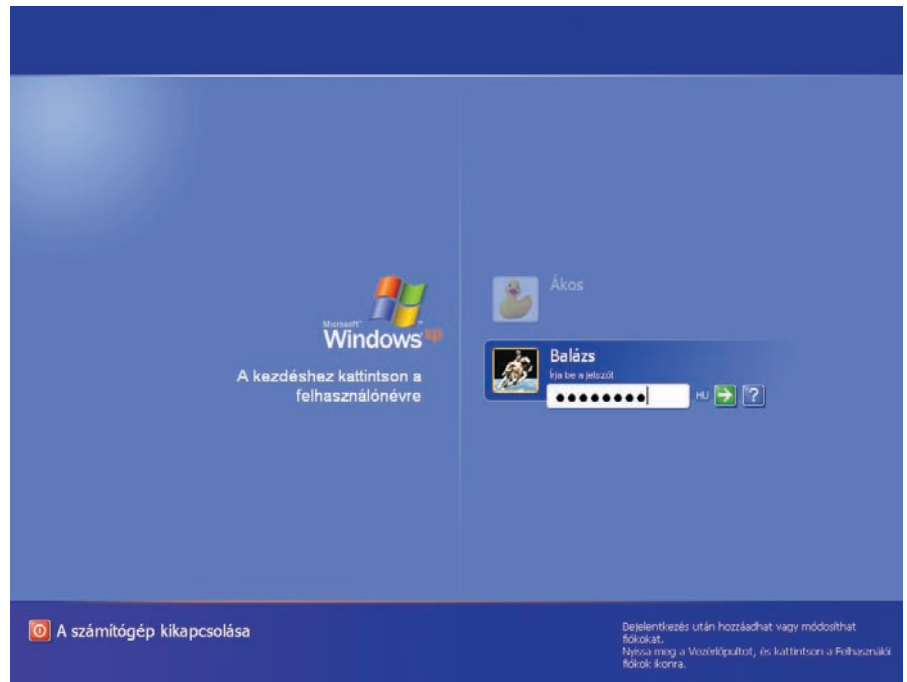 Microsoft
Windows xp
A kezdéshez kattintson a
felhasználónévre
Ákos
Balázs
Írja be a jelszót
HU
?
A számítógép kikapcsolása
Bejelentkezés után hozzáadhat vagy módosíthat
fiókokat.
Nyissa meg a Vezérlőpultot, és kattintson a Felhasználói
fiókok ikonra.